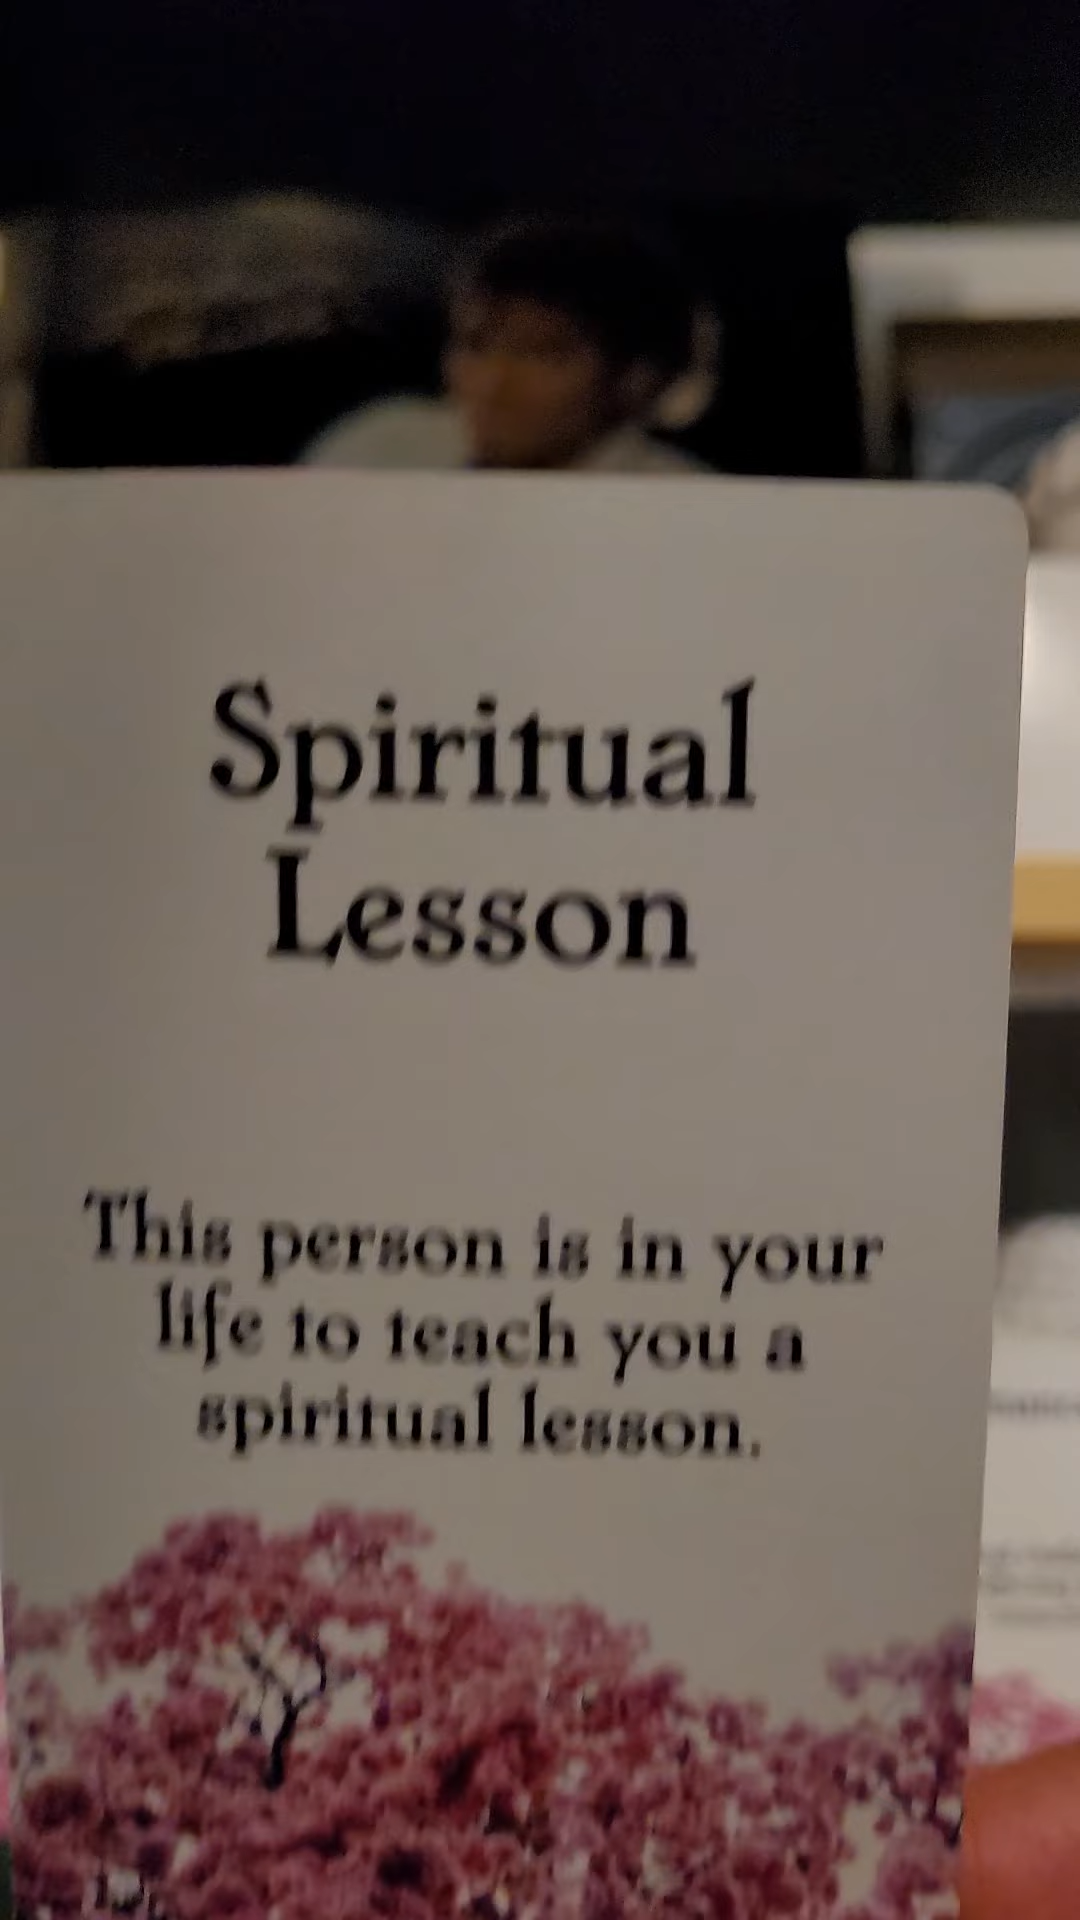 Spiritual
Lesson
This person is in your
life to teach you a
spiritual lesson.